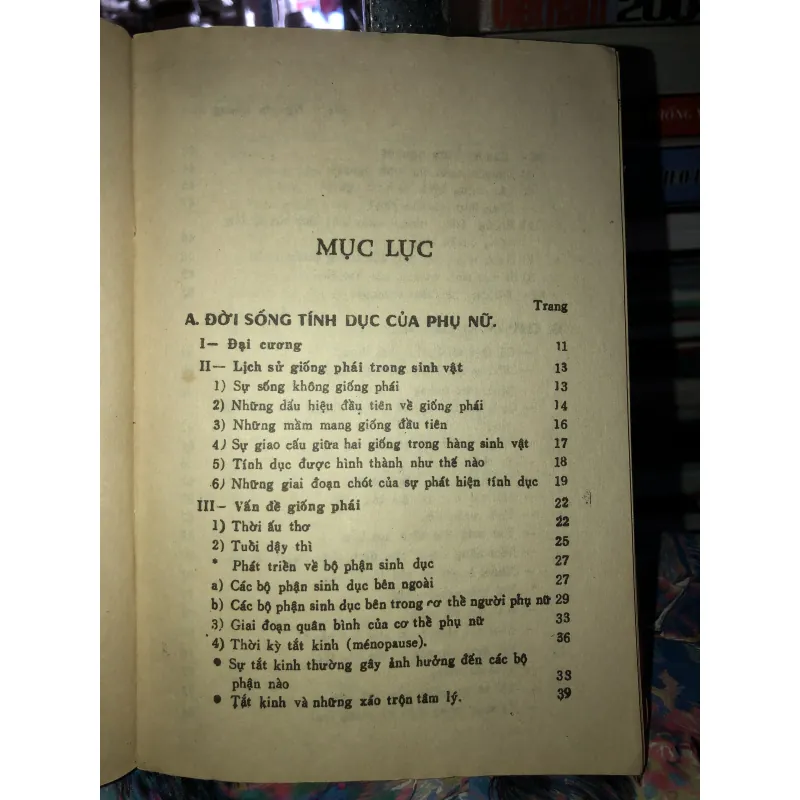 MỤC LỤC
Trang
A. ĐỜI SỐNG TÍNH DỤC CỦA PHỤ NỮ.
I— Đại cương 11
II— Lịch sử giống phái trong sinh vật 13
1) Sự sống không giống phái 13
2) Những dấu hiệu đầu tiên về giống phái 14
3) Những mầm mang giống đầu tiên 16
4) Sự giao cấu giữa hai giống trong hàng sinh vật 17
5) Tính dục được hình thành như thế nào 18
6) Những giai đoạn chót của sự phát hiện tính dục 19
III— Vấn đề giống phái 22
1) Thời ấu thơ 22
2) Tuổi dậy thì 25
* Phát triển về bộ phận sinh dục 27
a) Các bộ phận sinh dục bên ngoài 27
b) Các bộ phận sinh dục bên trong cơ thể người phụ nữ 29
3) Giai đoạn quân bình của cơ thể phụ nữ 33
4) Thời kỳ tắt kinh (ménopause). 36
• Sự tắt kinh thường gây ảnh hưởng đến các bộ
phận nào 38
• Tắt kinh và những xáo trộn tâm lý. 39
200